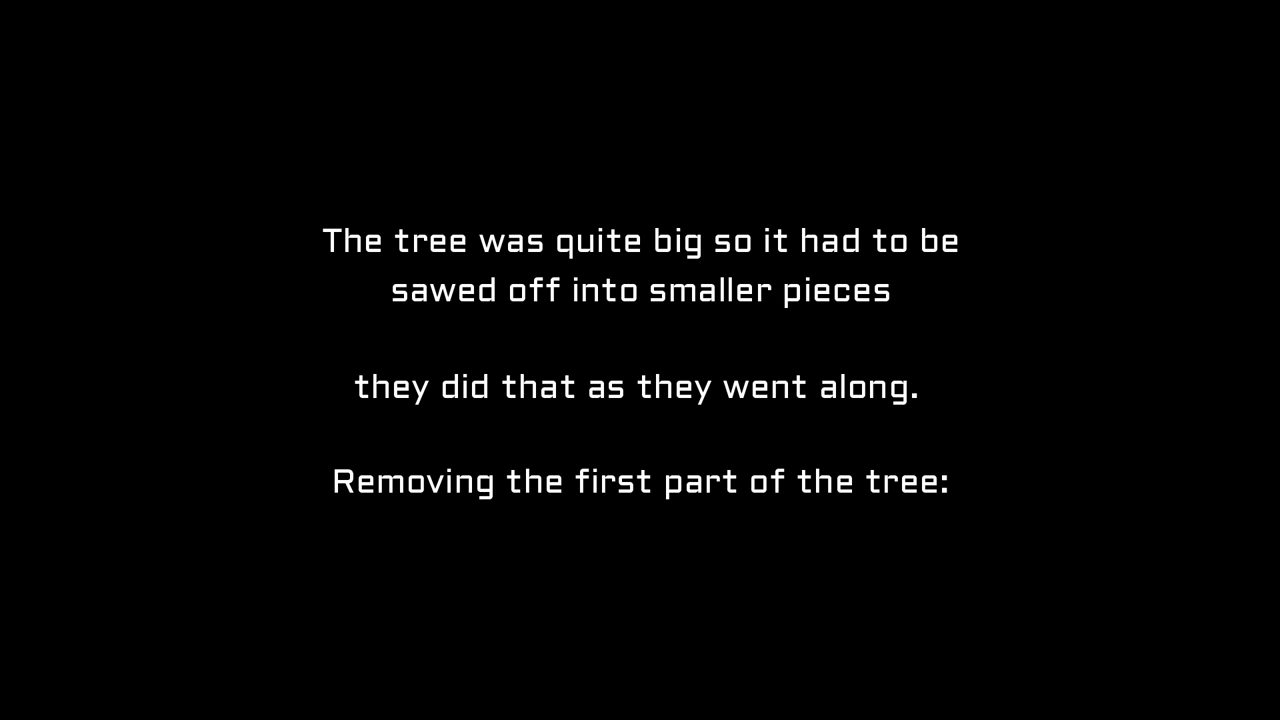 The tree was quite big so it had to be
sawed off into smaller pieces
they did that as they went along.
Removing the first part of the tree: